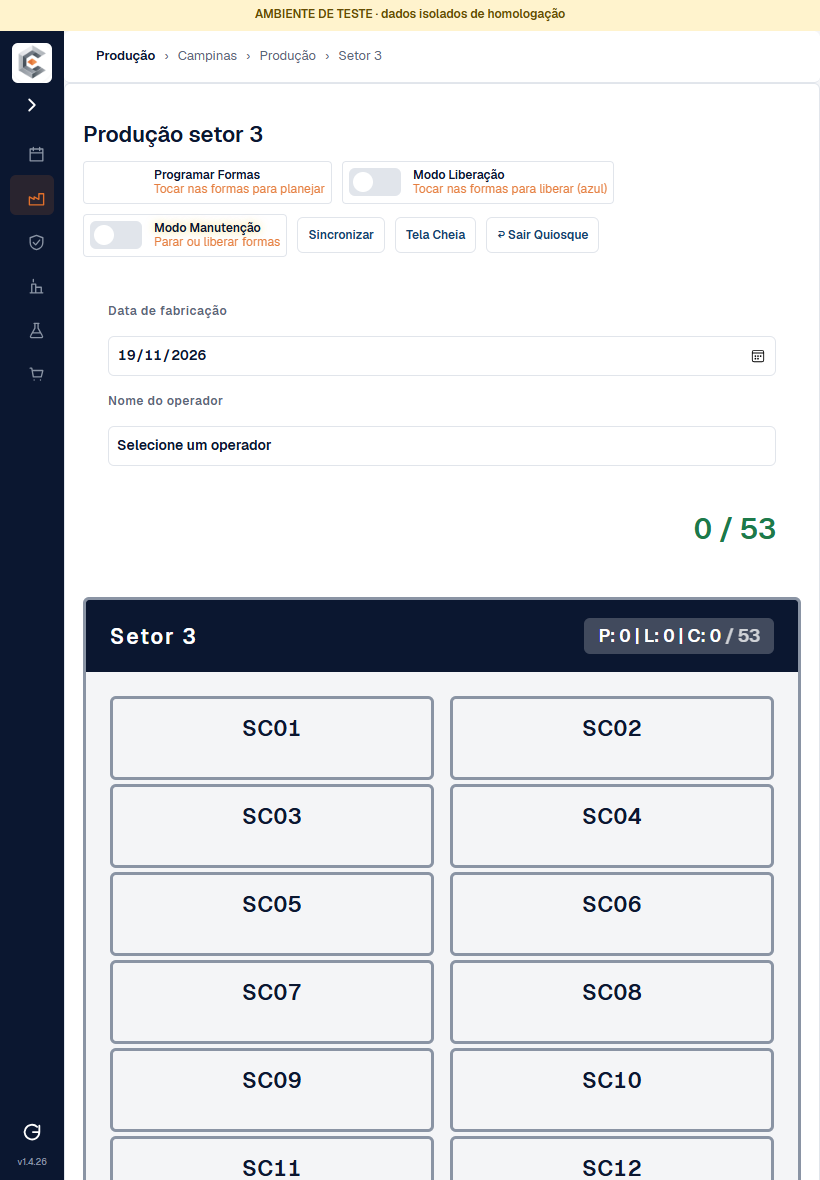 AMBIENTE DE TESTE · dados isolados de homologação
Produção › Campinas › Produção › Setor 3
Produção setor 3
Programar Formas
Tocar nas formas para planejar
Modo Liberação
Tocar nas formas para liberar (azul)
Modo Manutenção
Parar ou liberar formas
Sincronizar
Tela Cheia
Sair Quiosque
Data de fabricação
19/11/2026
Nome do operador
Selecione um operador
0 / 53
Setor 3
P: 0 | L: 0 | C: 0 / 53
SC01
SC02
SC03
SC04
SC05
SC06
SC07
SC08
SC09
SC10
SC11
SC12
v1.4.26